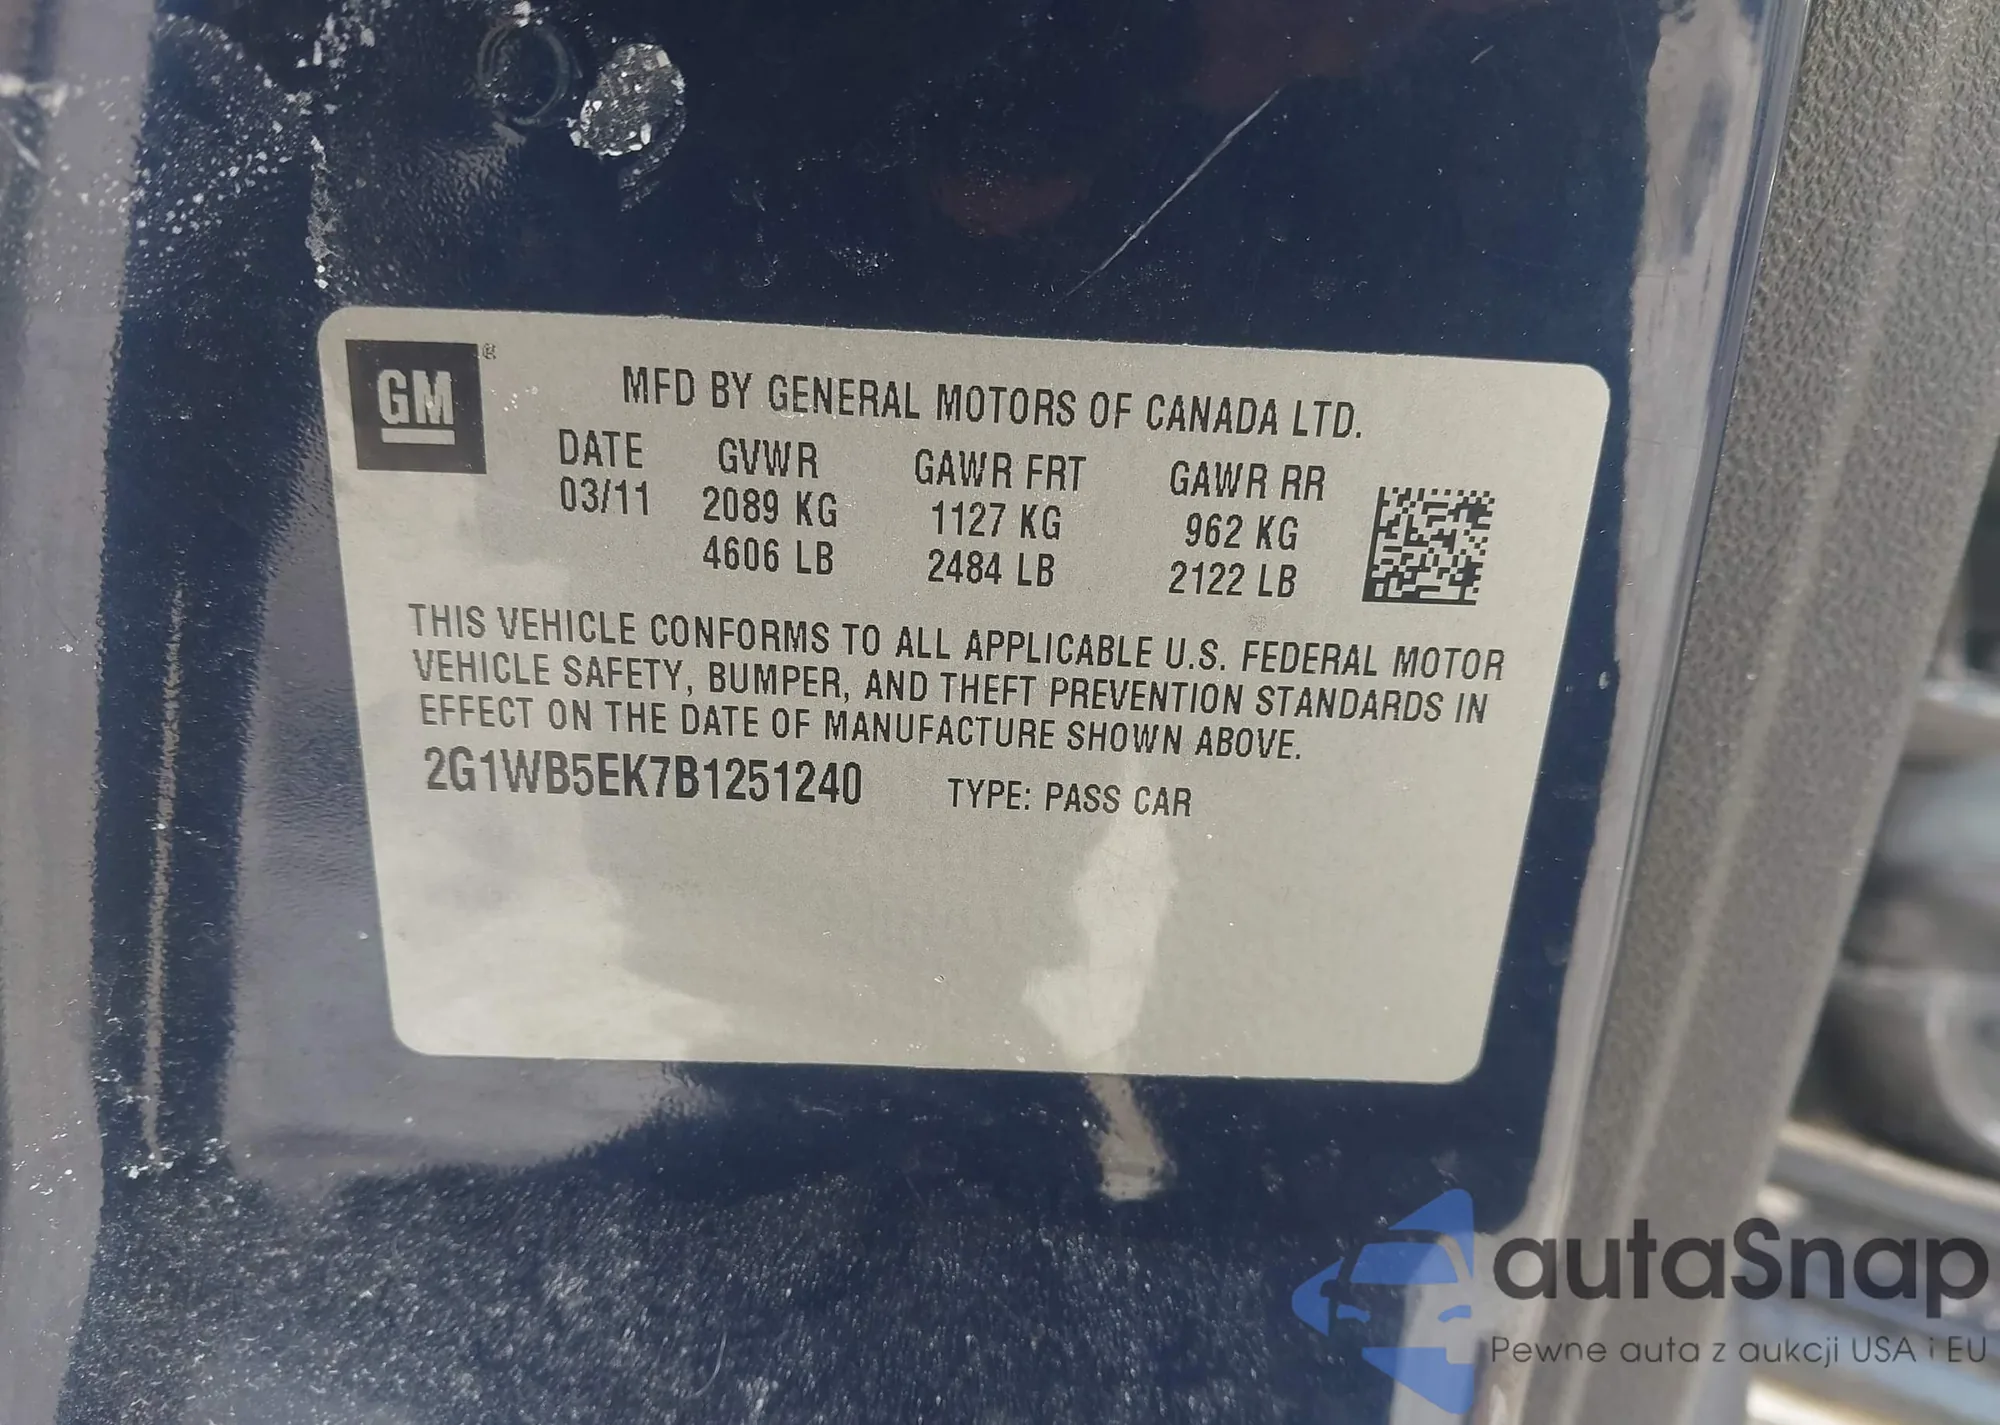 GM®
MFD BY GENERAL MOTORS OF CANADA LTD.
DATE GVWR GAWR FRT GAWR RR
03/11 2089 KG 1127 KG 962 KG
4606 LB 2484 LB 2122 LB
THIS VEHICLE CONFORMS TO ALL APPLICABLE U.S. FEDERAL MOTOR
VEHICLE SAFETY, BUMPER, AND THEFT PREVENTION STANDARDS IN
EFFECT ON THE DATE OF MANUFACTURE SHOWN ABOVE.
2G1WB5EK7B1251240 TYPE: PASS CAR
autaSnap
Pewne auta z aukcji USA i EU